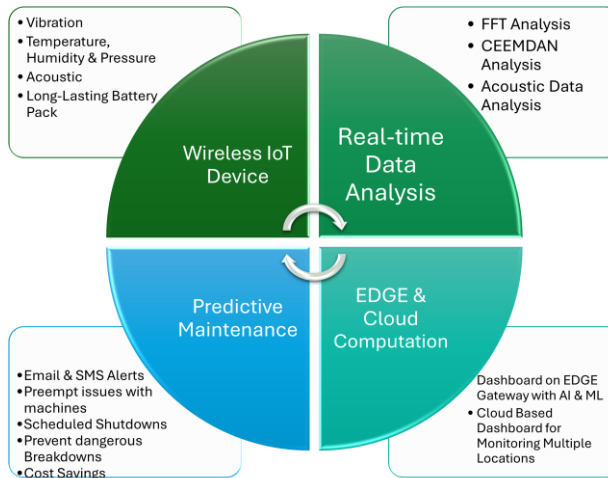 • Vibration
• Temperature,
Humidity & Pressure
• Acoustic
• Long-Lasting Battery
Pack
• FFT Analysis
• CEEMDAN
Analysis
• Acoustic Data
Analysis
Wireless IoT
Device
Real-time
Data
Analysis
Predictive
Maintenance
EDGE &
Cloud
Computation
• Email & SMS Alerts
• Preempt issues with
machines
• Scheduled Shutdowns
• Prevent dangerous
Breakdowns
• Cost Savings
Dashboard on EDGE
Gateway with AI & ML
• Cloud Based
Dashboard for
Monitoring Multiple
Locations